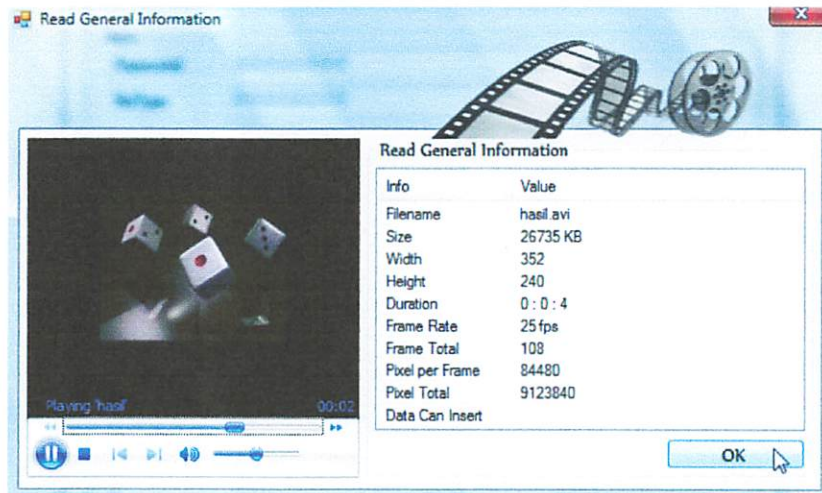 Read General Information
Read General Information
Info Value
Filename hasil.avi
Size 26735 KB
Width 352
Height 240
Duration 0 : 0 : 4
Frame Rate 25 fps
Frame Total 108
Pixel per Frame 84480
Pixel Total 9123840
Data Can Insert
Playing 'hasil' 00:02
OK